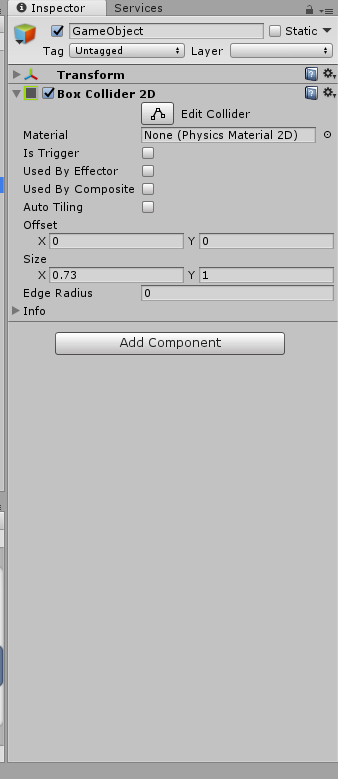 Inspector Services
GameObject Static
Tag Untagged Layer
Transform
Box Collider 2D
Edit Collider
Material None (Physics Material 2D)
Is Trigger
Used By Effector
Used By Composite
Auto Tiling
Offset
X 0 Y 0
Size
X 0.73 Y 1
Edge Radius 0
Info
Add Component